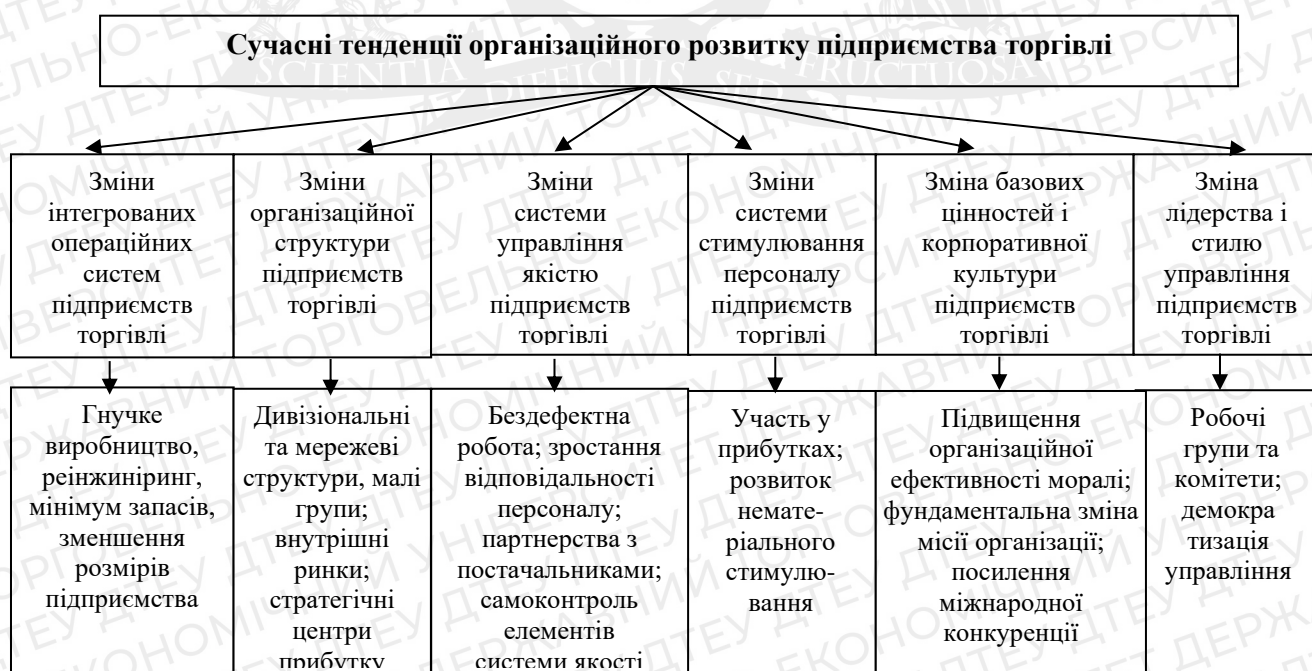 Сучасні тенденції організаційного розвитку підприємства торгівлі
SCIENTIA DIFFICILIS SED FRUCTUOSA
Зміни
інтегрованих
операційних
систем
підприємств
торгівлі
Зміни
організаційної
структури
підприємств
торгівлі
Зміни
системи
управління
якістю
підприємств
торгівлі
Зміни
системи
стимулювання
персоналу
підприємств
торгівлі
Зміна базових
цінностей і
корпоративної
культури
підприємств
торгівлі
Зміна
лідерства і
стилю
управління
підприємств
торгівлі
Гнучке
виробництво,
реінжиніринг,
мінімум запасів,
зменшення
розмірів
підприємства
Дивізіональні
та мережеві
структури, малі
групи;
внутрішні
ринки;
стратегічні
центри
прибутку
Бездефектна
робота; зростання
відповідальності
персоналу;
партнерства з
постачальниками;
самоконтроль
елементів
системи якості
Участь у
прибутках;
розвиток
немате-
ріального
стимулю-
вання
Підвищення
організаційної
ефективності моралі;
фундаментальна зміна
місії організації;
посилення
міжнародної
конкуренції
Робочі
групи та
комітети;
демокра
тизація
управління